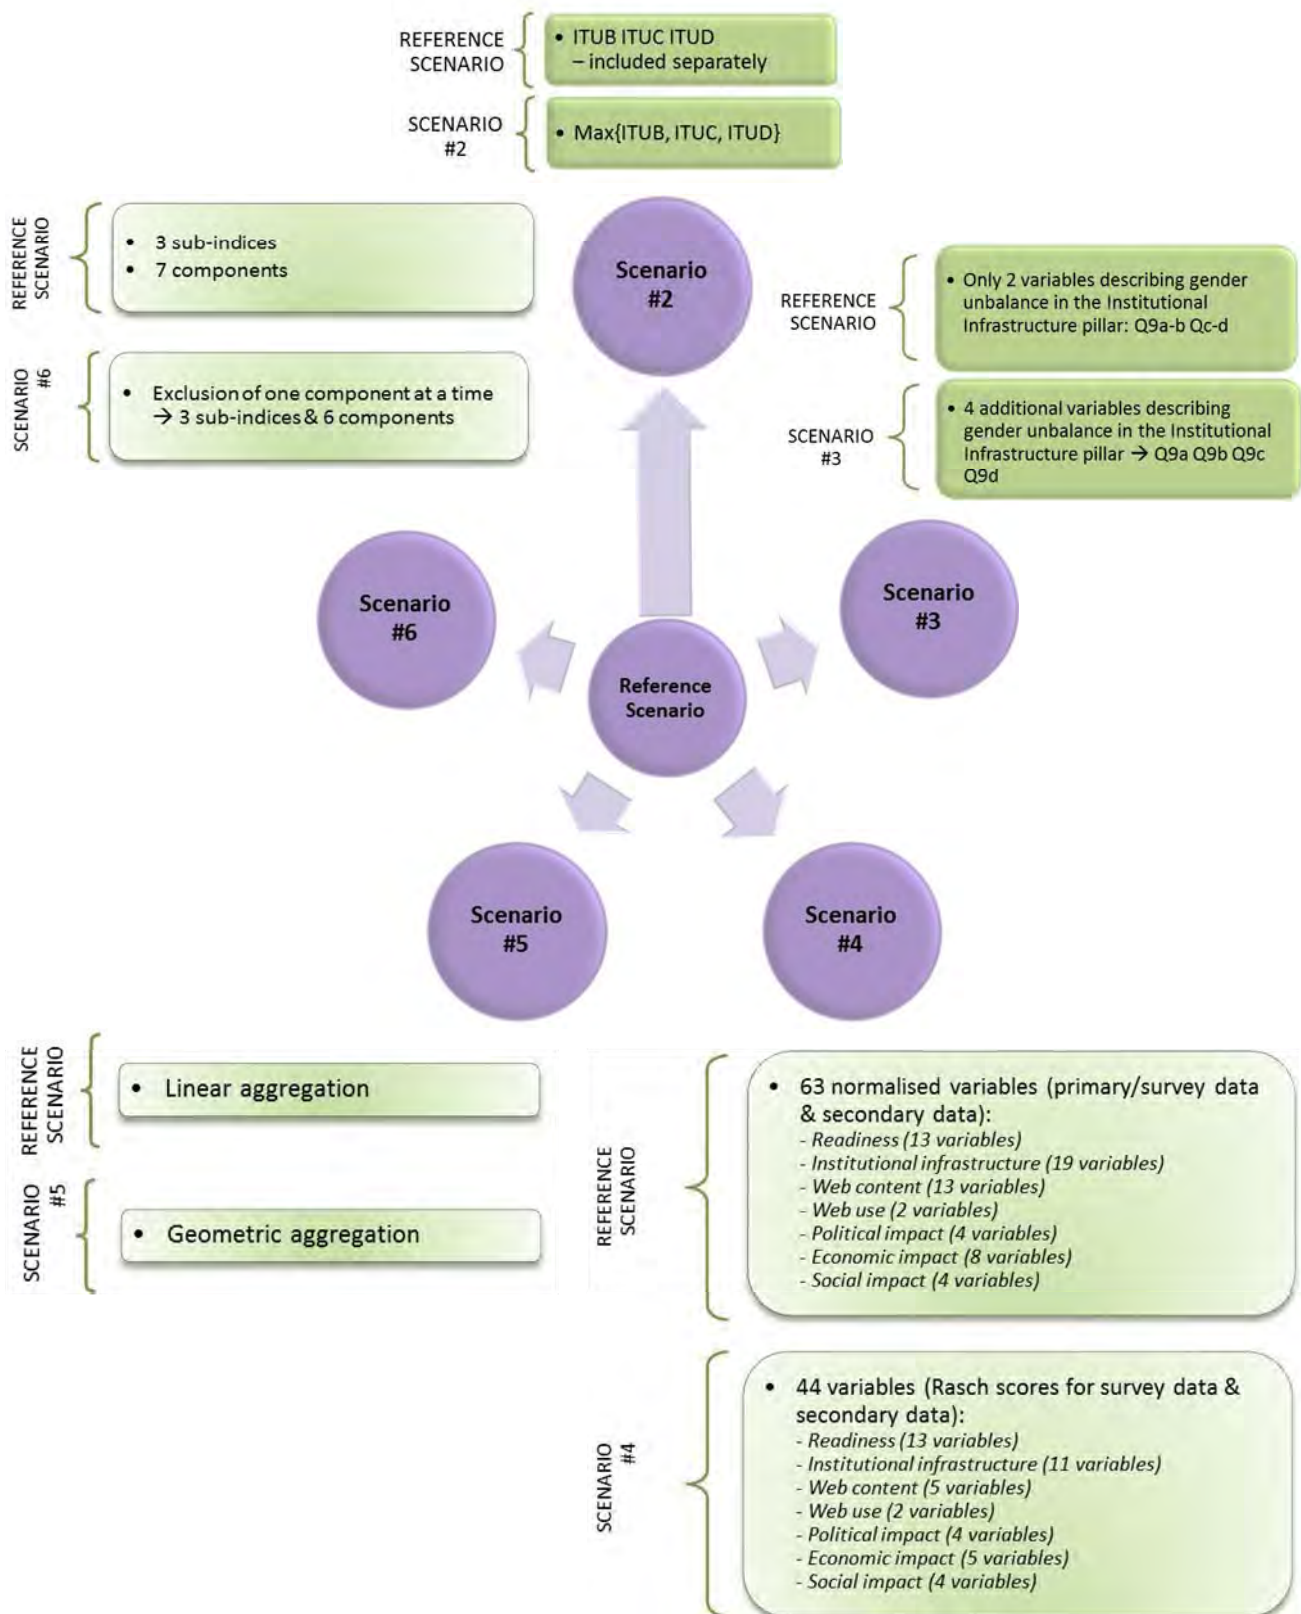 REFERENCE
SCENARIO
• ITUB ITUC ITUD
– included separately
SCENARIO
#2
• Max{ITUB, ITUC, ITUD}
REFERENCE
SCENARIO
• 3 sub-indices
• 7 components
SCENARIO
#6
• Exclusion of one component at a time
→ 3 sub-indices & 6 components
Scenario
#2
REFERENCE
SCENARIO
• Only 2 variables describing gender
unbalance in the Institutional
Infrastructure pillar: Q9a-b Qc-d
SCENARIO
#3
• 4 additional variables describing
gender unbalance in the Institutional
Infrastructure pillar → Q9a Q9b Q9c
Q9d
Scenario
#6
Scenario
#3
Reference
Scenario
Scenario
#5
Scenario
#4
REFERENCE
SCENARIO
• Linear aggregation
SCENARIO
#5
• Geometric aggregation
REFERENCE
SCENARIO
• 63 normalised variables (primary/survey data
& secondary data):
- Readiness (13 variables)
- Institutional infrastructure (19 variables)
- Web content (13 variables)
- Web use (2 variables)
- Political impact (4 variables)
- Economic impact (8 variables)
- Social impact (4 variables)
SCENARIO
#4
• 44 variables (Rasch scores for survey data &
secondary data):
- Readiness (13 variables)
- Institutional infrastructure (11 variables)
- Web content (5 variables)
- Web use (2 variables)
- Political impact (4 variables)
- Economic impact (5 variables)
- Social impact (4 variables)